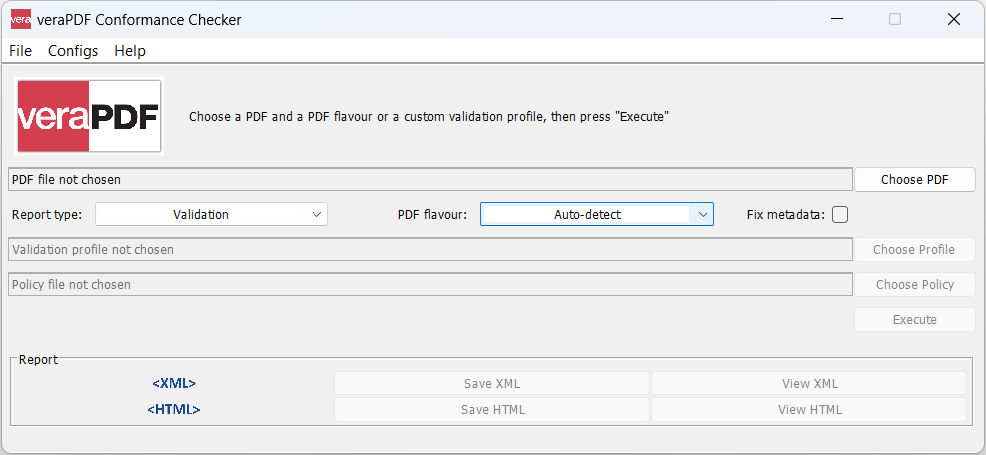 vera veraPDF Conformance Checker
File Configs Help
veraPDF
Choose a PDF and a PDF flavour or a custom validation profile, then press "Execute"
PDF file not chosen Choose PDF
Report type: Validation PDF flavour: Auto-detect Fix metadata:
Validation profile not chosen Choose Profile
Policy file not chosen Choose Policy
Execute
Report
<XML> Save XML View XML
<HTML> Save HTML View HTML